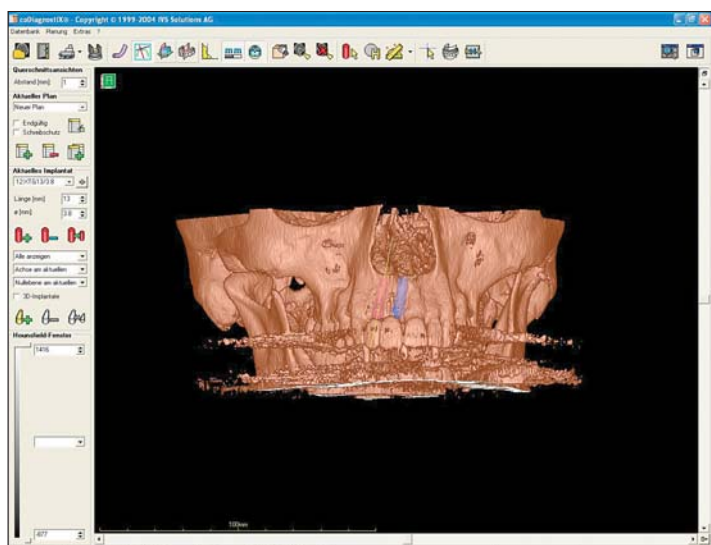 coDiagnostiX® - Copyright © 1999-2004 IVS Solutions AG
Datenbank Planung Extras ?
Querschnittsansichten
Abstand [mm] 1
Aktueller Plan
Neuer Plan
Endgültig
Schreibschutz
Aktuelles Implantat
Länge [mm] 13
ø [mm] 3.8
Alle anzeigen
Achse am aktuellen
Nullebene am aktuellen
3D-Implantate
Hounsfield-Fenster
1416
-877
100mm